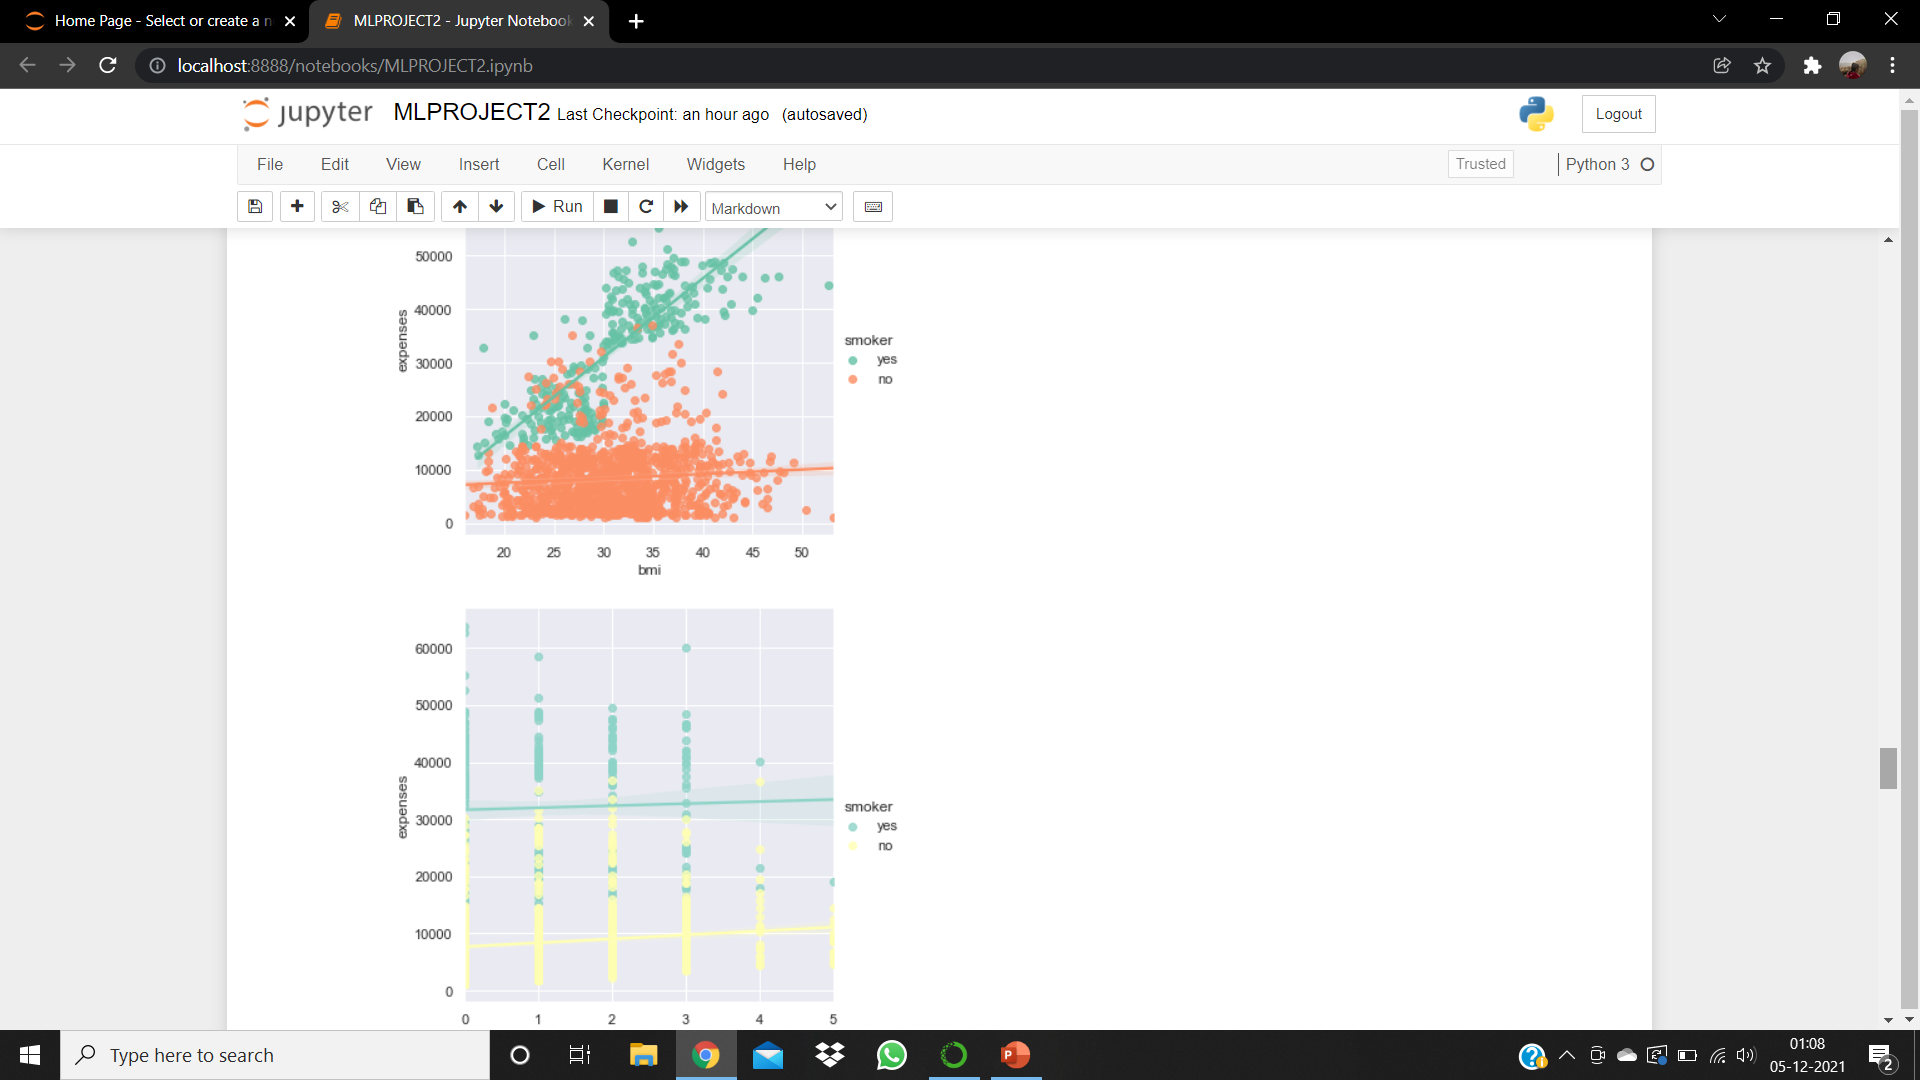 Home Page - Select or create a n
MLPROJECT2 - Jupyter Notebook
localhost:8888/notebooks/MLPROJECT2.ipynb
jupyter MLPROJECT2 Last Checkpoint: an hour ago (autosaved)
Logout
File Edit View Insert Cell Kernel Widgets Help
Trusted
Python 3
Run
Markdown
50000
40000
30000
20000
10000
0
expenses
20 25 30 35 40 45 50
bmi
smoker
yes
no
60000
50000
40000
30000
20000
10000
0
expenses
0 1 2 3 4 5
smoker
yes
no
Type here to search
P
01:08
05-12-2021
2